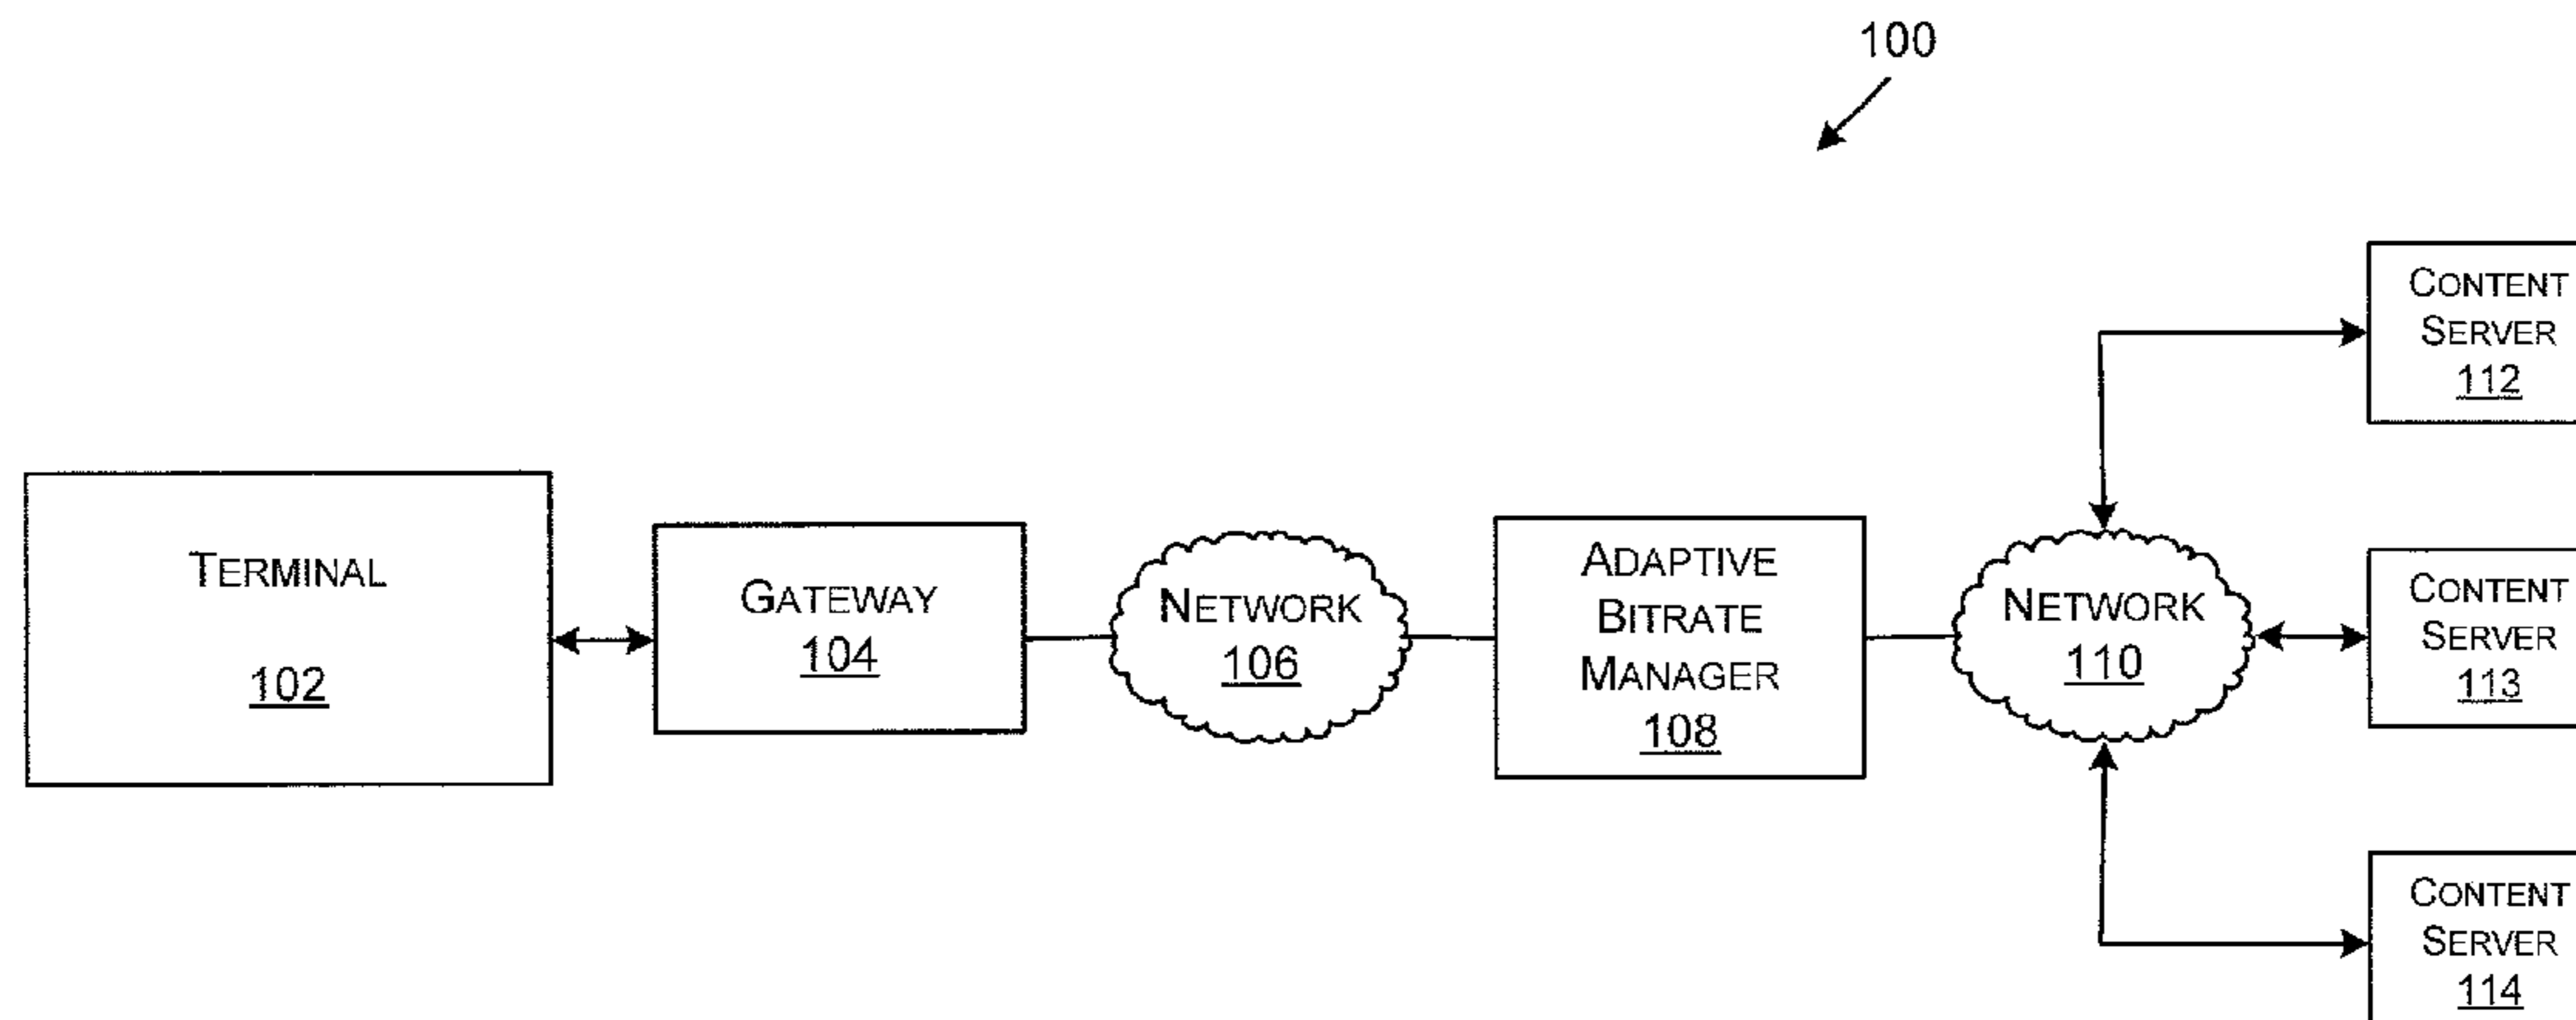 100
CONTENT
SERVER
112
TERMINAL
102
GATEWAY
104
NETWORK
106
ADAPTIVE
BITRATE
MANAGER
108
NETWORK
110
CONTENT
SERVER
113
CONTENT
SERVER
114